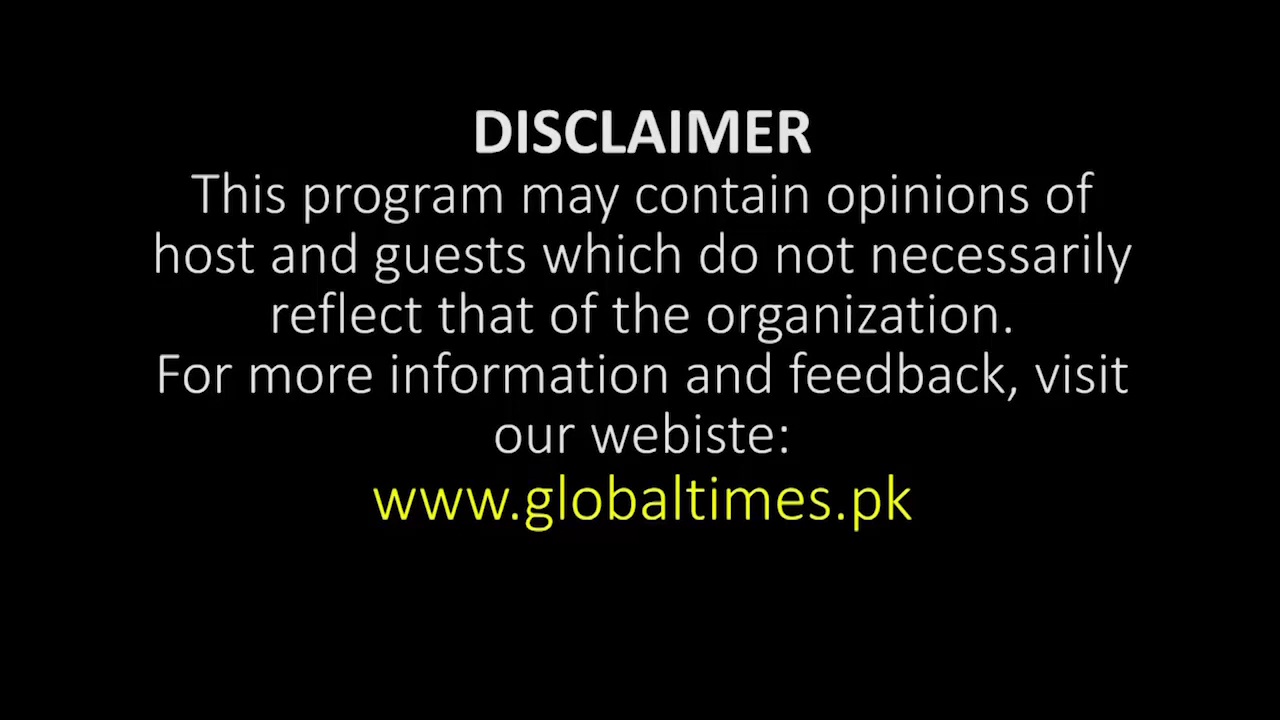 DISCLAIMER
This program may contain opinions of
host and guests which do not necessarily
reflect that of the organization.
For more information and feedback, visit
our webiste:
www.globaltimes.pk